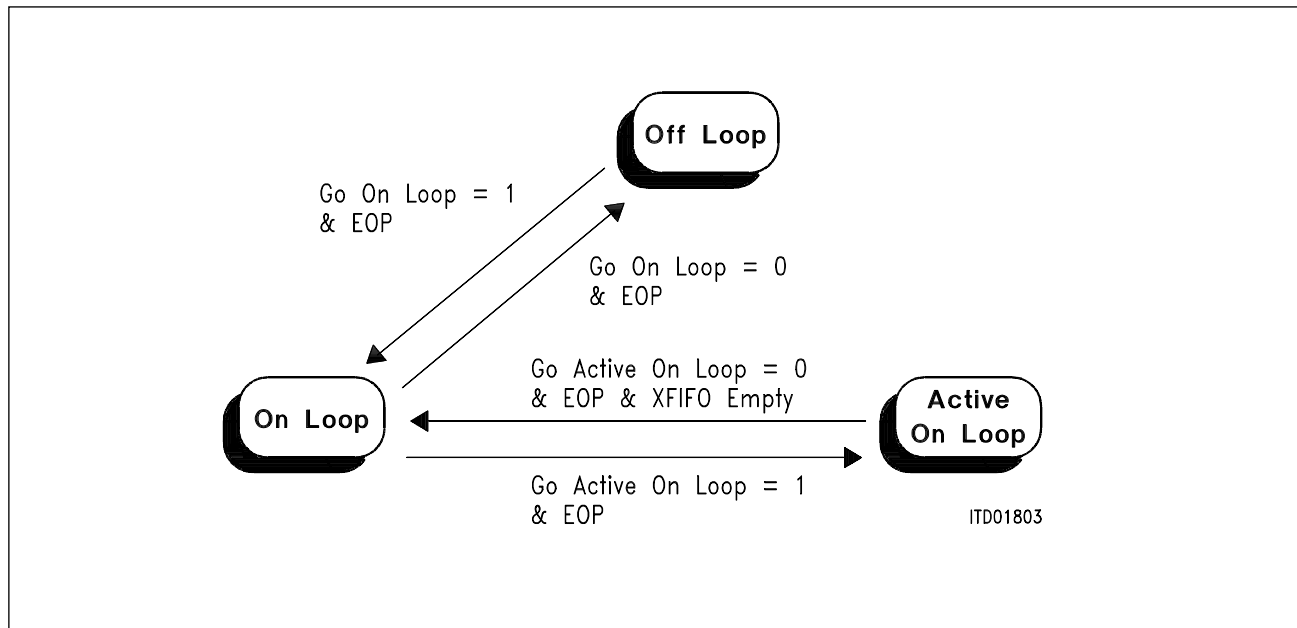 Off Loop
Go On Loop = 1
& EOP
Go On Loop = 0
& EOP
Go Active On Loop = 0
& EOP & XFIFO Empty
On Loop
Active
On Loop
Go Active On Loop = 1
& EOP
ITD01803